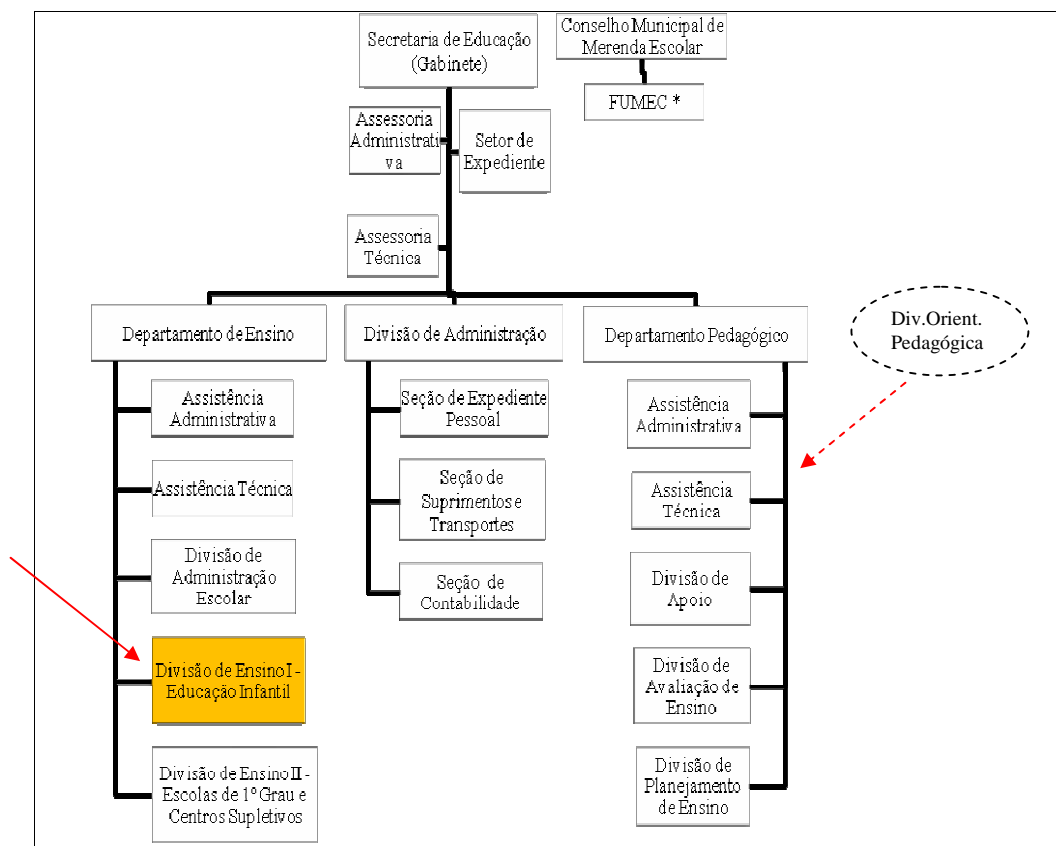 Secretaria de Educação
(Gabinete)
Conselho Municipal de
Merenda Escolar
FUMEC *
Assessoria
Administrati
va
Setor de
Expediente
Assessoria
Técnica
Departamento de Ensino
Assistência
Administrativa
Assistência Técnica
Divisão de
Administração
Escolar
Divisão de Ensino I -
Educação Infantil
Divisão de Ensino II -
Escolas de 1º Grau e
Centros Supletivos
Divisão de Administração
Seção de Expediente
Pessoal
Seção de
Suprimentos e
Transportes
Seção de
Contabilidade
Departamento Pedagógico
Assistência
Administrativa
Assistência
Técnica
Divisão de
Apoio
Divisão de
Avaliação de
Ensino
Divisão de
Planejamento
de Ensino
Div.Orient.
Pedagógica